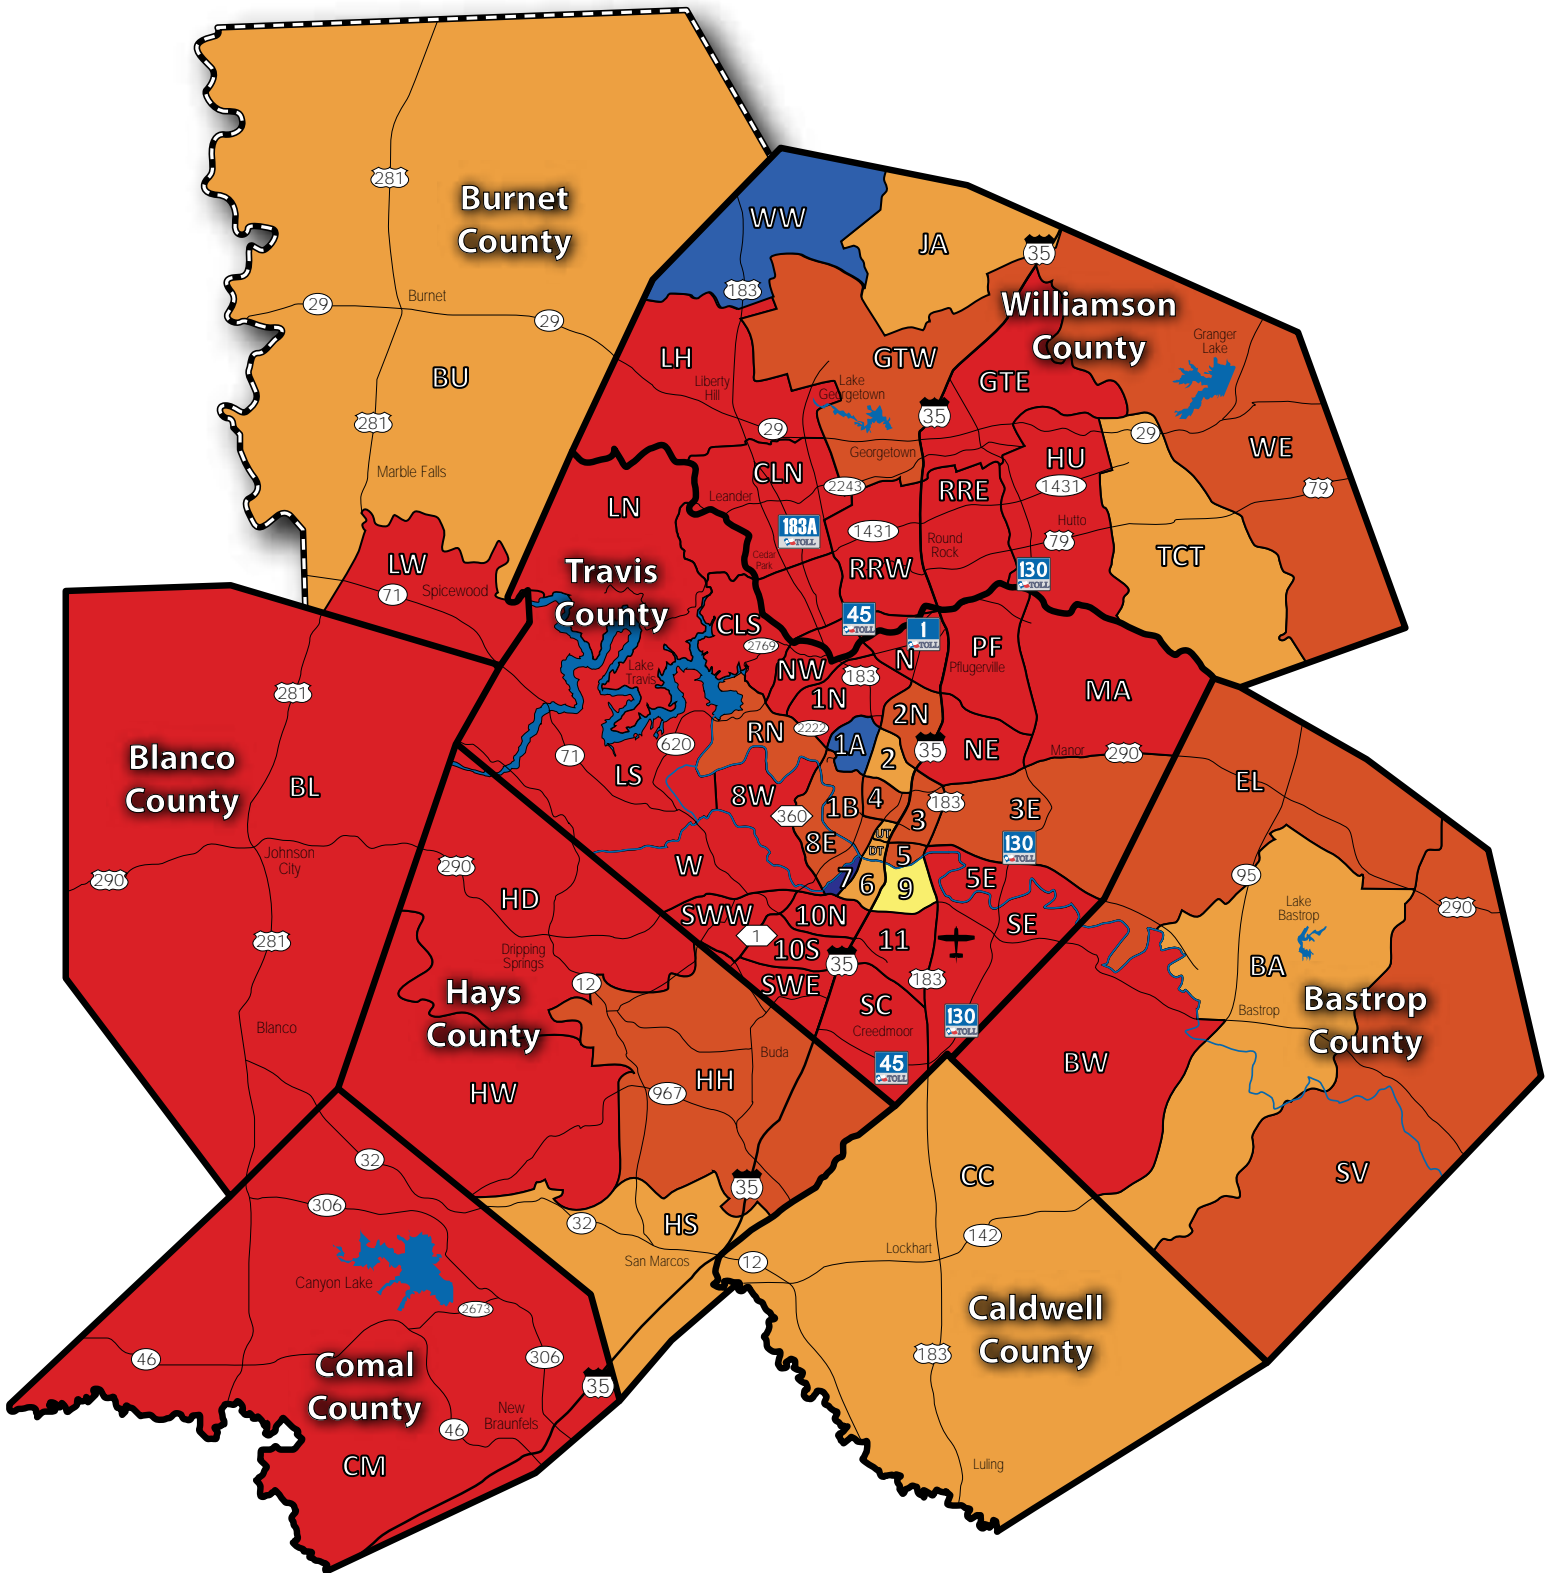 281
Burnet
County
WW
JA
35
183
29
Burnet
29
Williamson
County
Granger
Lake
LH
GTW
BU
Liberty
Hill
Lake
Georgetown
GTE
281
35
29
29
Georgetown
HU
WE
Marble Falls
CLN
Leander
2243
RRE
1431
79
LN
183A
TOLL
1431
Round
Rock
Hutto
79
Cedar
Park
LW
Spicewood
71
RRW
130
TOLL
TCT
Travis
County
45
TOLL
1
TOLL
CLS
2769
Lake
Travis
NW
N
PF
Pflugerville
183
281
1N
MA
2N
2222
RN
620
1A
35
NE
Manor
290
71
2
Blanco
County
BL
LS
8W
EL
4
183
360
1B
3
3E
UT
8E
130
TOLL
Johnson
City
DT
5
290
290
W
7
6
9
5E
95
HD
SWW
10N
SE
Lake
Bastrop
290
281
1
10S
11
Dripping
Springs
35
BA
12
SWE
183
Hays
County
SC
Creedmoor
130
TOLL
Bastrop
Bastrop
County
Blanco
Buda
45
TOLL
BW
HH
967
HW
32
CC
SV
35
306
32
HS
142
San Marcos
Lockhart
12
Canyon Lake
2673
Caldwell
County
46
306
183
Comal
County
35
New
Braunfels
46
CM
Luling